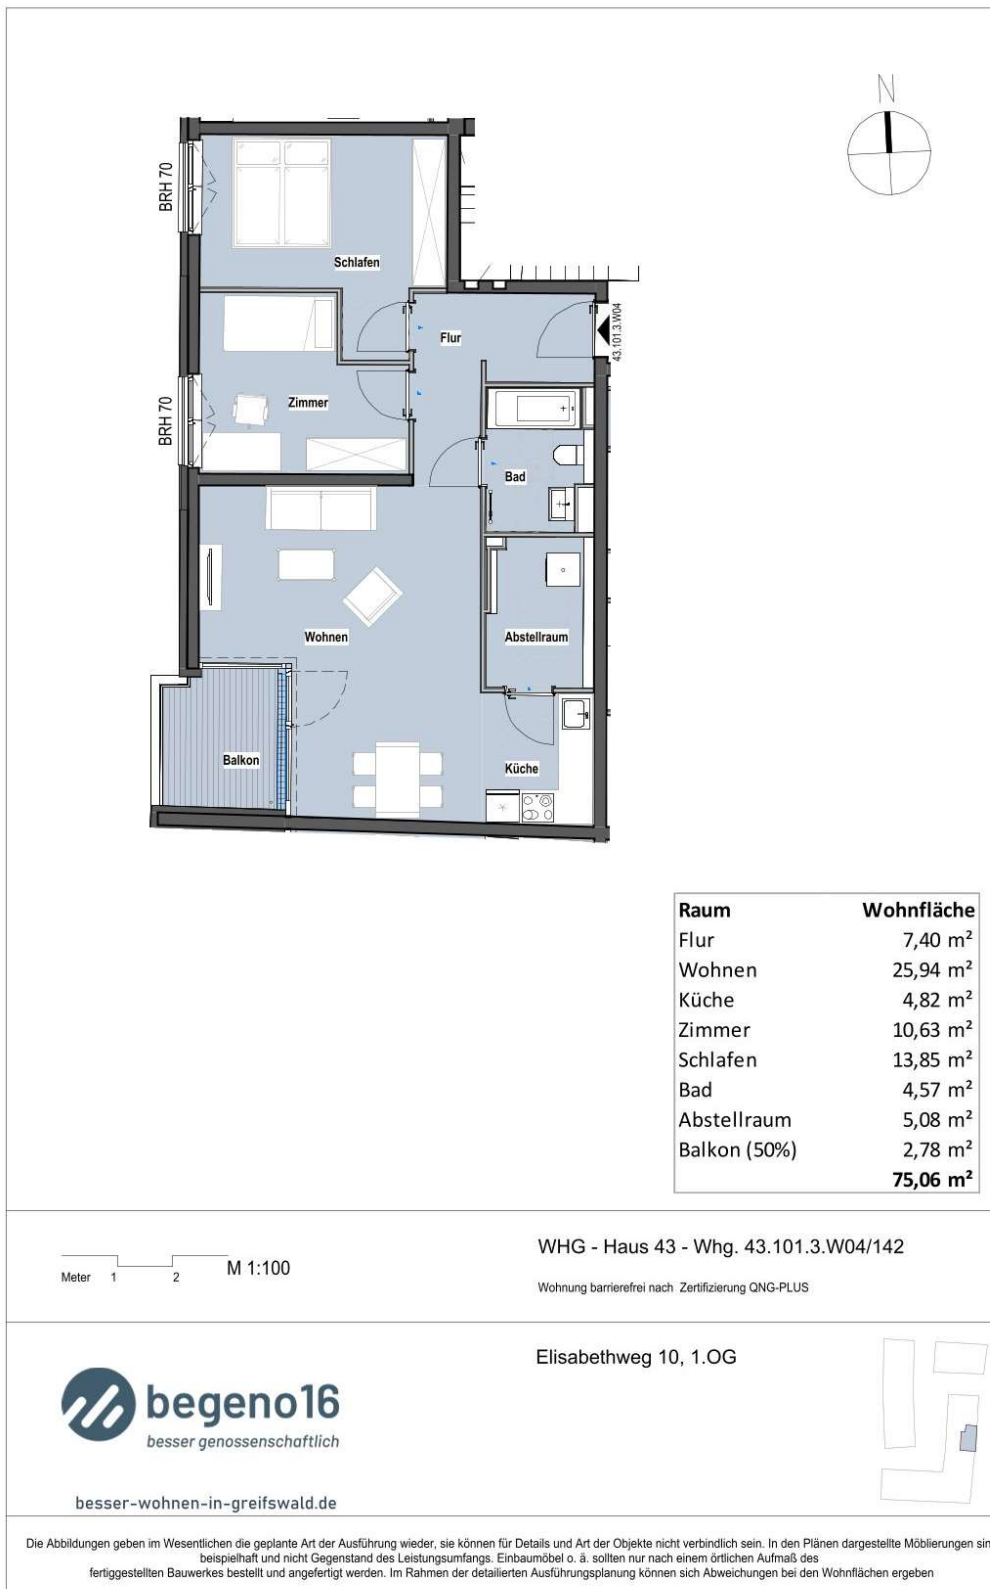 N
BRH 70
Schlafen
Flur
43.101.3.W04
BRH 70
Zimmer
Bad
Wohnen
Abstellraum
Balkon
Küche
Raum Wohnfläche
Flur 7,40 m²
Wohnen 25,94 m²
Küche 4,82 m²
Zimmer 10,63 m²
Schlafen 13,85 m²
Bad 4,57 m²
Abstellraum 5,08 m²
Balkon (50%) 2,78 m²
75,06 m²
Meter 1 2 M 1:100
WHG - Haus 43 - Whg. 43.101.3.W04/142
Wohnung barrierefrei nach Zertifizierung QNG-PLUS
Elisabethweg 10, 1.OG
begeno16
besser genossenschaftlich
besser-wohnen-in-greifswald.de
Die Abbildungen geben im Wesentlichen die geplante Art der Ausführung wieder, sie können für Details und Art der Objekte nicht verbindlich sein. In den Plänen dargestellte Möblierungen sin
beispielhaft und nicht Gegenstand des Leistungsumfangs. Einbaumöbel o. ä. sollten nur nach einem örtlichen Aufmaß des
fertiggestellten Bauwerkes bestellt und angefertigt werden. Im Rahmen der detailierten Ausführungsplanung können sich Abweichungen bei den Wohnflächen ergeben